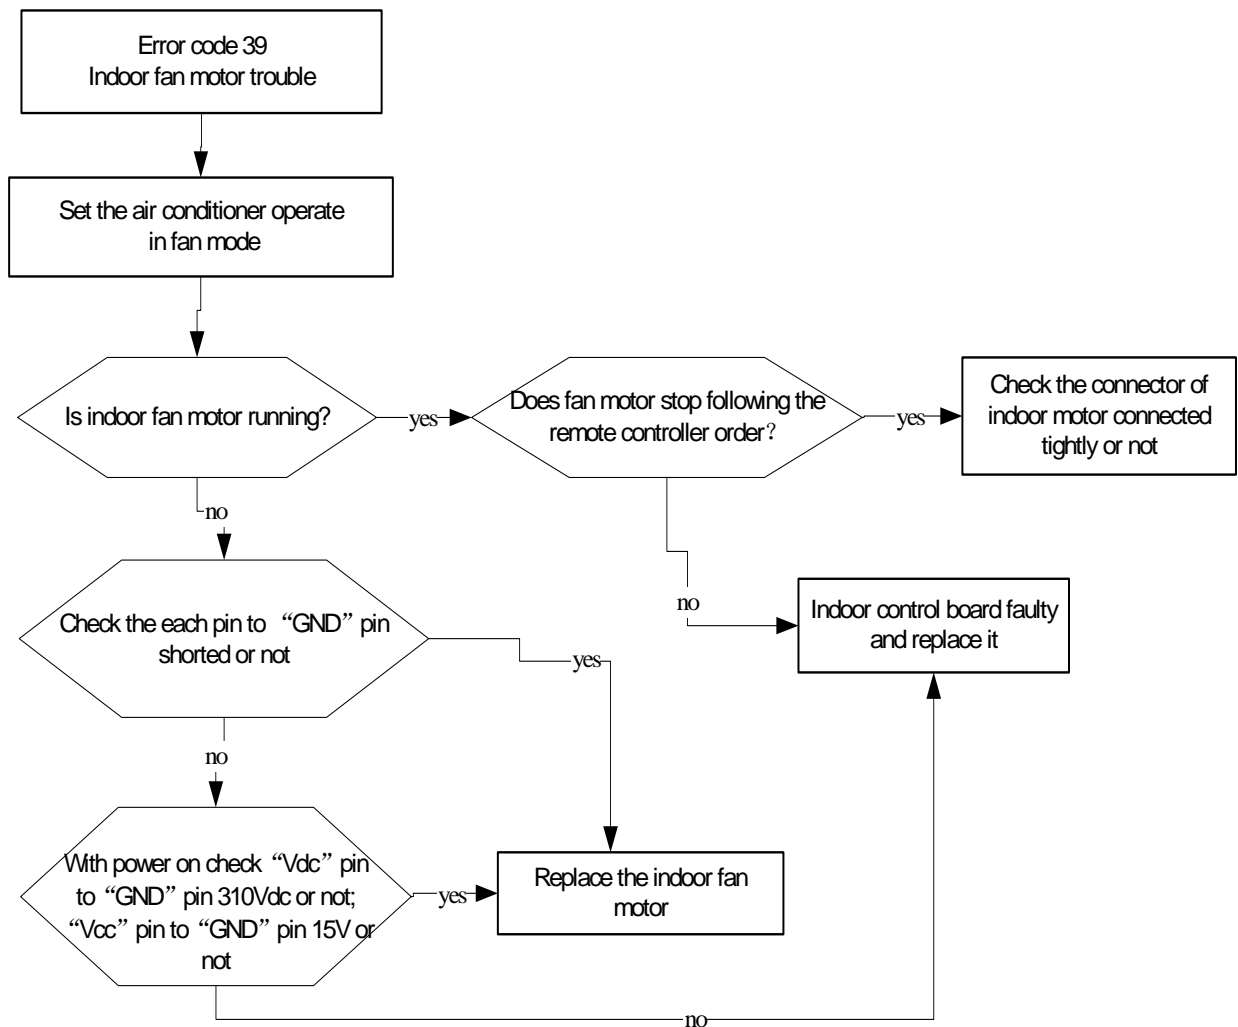 Error code 39
Indoor fan motor trouble
Set the air conditioner operate
in fan mode
Is indoor fan motor running?
yes
Does fan motor stop following the
remote controller order？
yes
Check the connector of
indoor motor connected
tightly or not
no
no
Indoor control board faulty
and replace it
Check the each pin to “GND” pin
shorted or not
yes
no
With power on check “Vdc” pin
to “GND” pin 310Vdc or not;
“Vcc” pin to “GND” pin 15V or
not
yes
Replace the indoor fan
motor
no